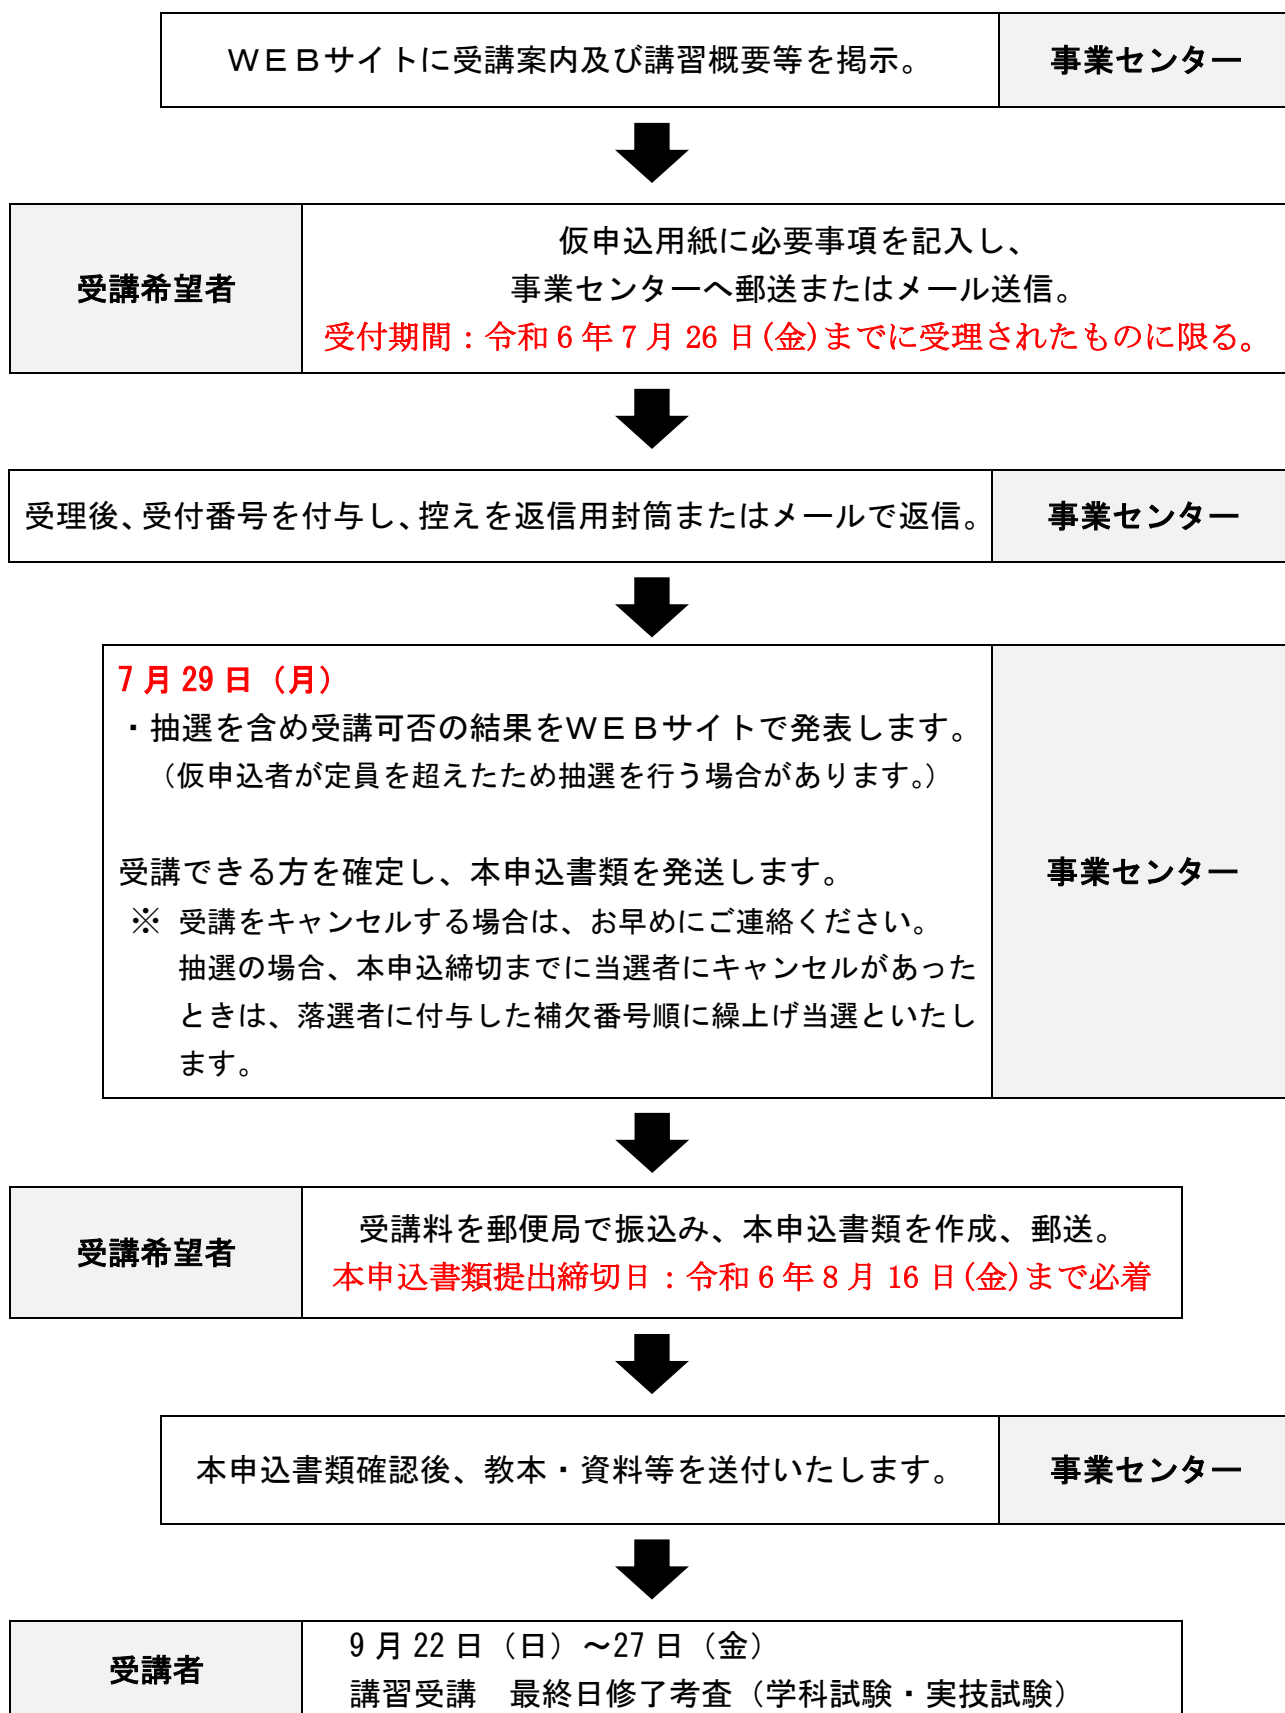 WEBサイトに受講案内及び講習概要等を掲示。 事業センター
仮申込用紙に必要事項を記入し、
受講希望者 事業センターへ郵送またはメール送信。
受付期間：令和6年7月26日(金)までに受理されたものに限る。
受理後、受付番号を付与し、控えを返信用封筒またはメールで返信。 事業センター
7月29日（月）
・抽選を含め受講可否の結果をWEBサイトで発表します。
（仮申込者が定員を超えたため抽選を行う場合があります。）
受講できる方を確定し、本申込書類を発送します。 事業センター
※ 受講をキャンセルする場合は、お早めにご連絡ください。
抽選の場合、本申込締切までに当選者にキャンセルがあった
ときは、落選者に付与した補欠番号順に繰上げ当選といたし
ます。
受講料を郵便局で振込み、本申込書類を作成、郵送。
受講希望者
本申込書類提出締切日：令和6年8月16日(金)まで必着
本申込書類確認後、教本・資料等を送付いたします。 事業センター
9月22日（日）～27日（金）
受講者
講習受講 最終日修了考査（学科試験・実技試験）